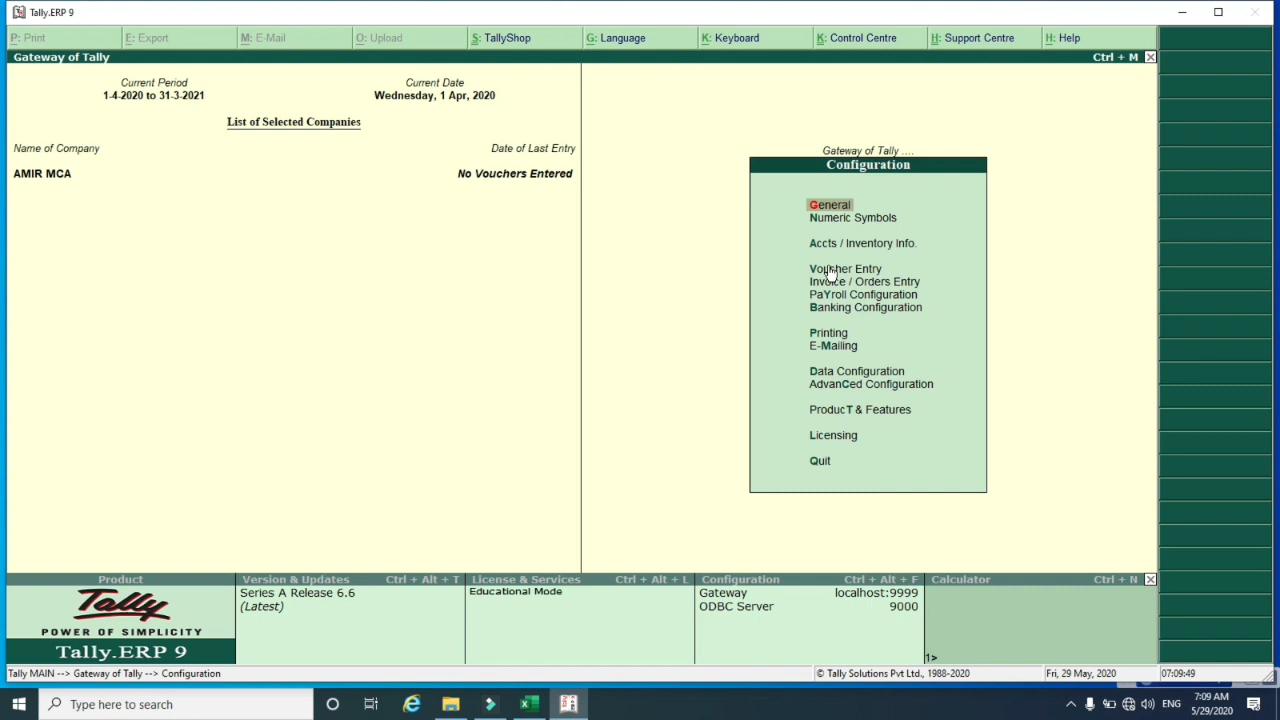 Tally.ERP 9
P: Print
E: Export
M: E-Mail
O: Upload
S: TallyShop
G: Language
K: Keyboard
K: Control Centre
H: Support Centre
H: Help
Gateway of Tally
Ctrl + M
Current Period
1-4-2020 to 31-3-2021
Current Date
Wednesday, 1 Apr, 2020
List of Selected Companies
Name of Company
Date of Last Entry
AMIR MCA
No Vouchers Entered
Gateway of Tally ....
Configuration
General
Numeric Symbols
Accts / Inventory Info.
Voucher Entry
Invoice / Orders Entry
PaYroll Configuration
Banking Configuration
Printing
E-Mailing
Data Configuration
AdvanCed Configuration
ProducT & Features
Licensing
Quit
Product
Tally
POWER OF SIMPLICITY
Tally.ERP 9
Version & Updates
Ctrl + Alt + T
Series A Release 6.6
(Latest)
License & Services
Ctrl + Alt + L
Educational Mode
Configuration
Ctrl + Alt + F
Gateway
localhost:9999
ODBC Server
9000
Calculator
Ctrl + N
1>
Tally MAIN --> Gateway of Tally --> Configuration
© Tally Solutions Pvt Ltd., 1988-2020
Fri, 29 May, 2020
07:09:49
Type here to search
ENG
7:09 AM
5/29/2020